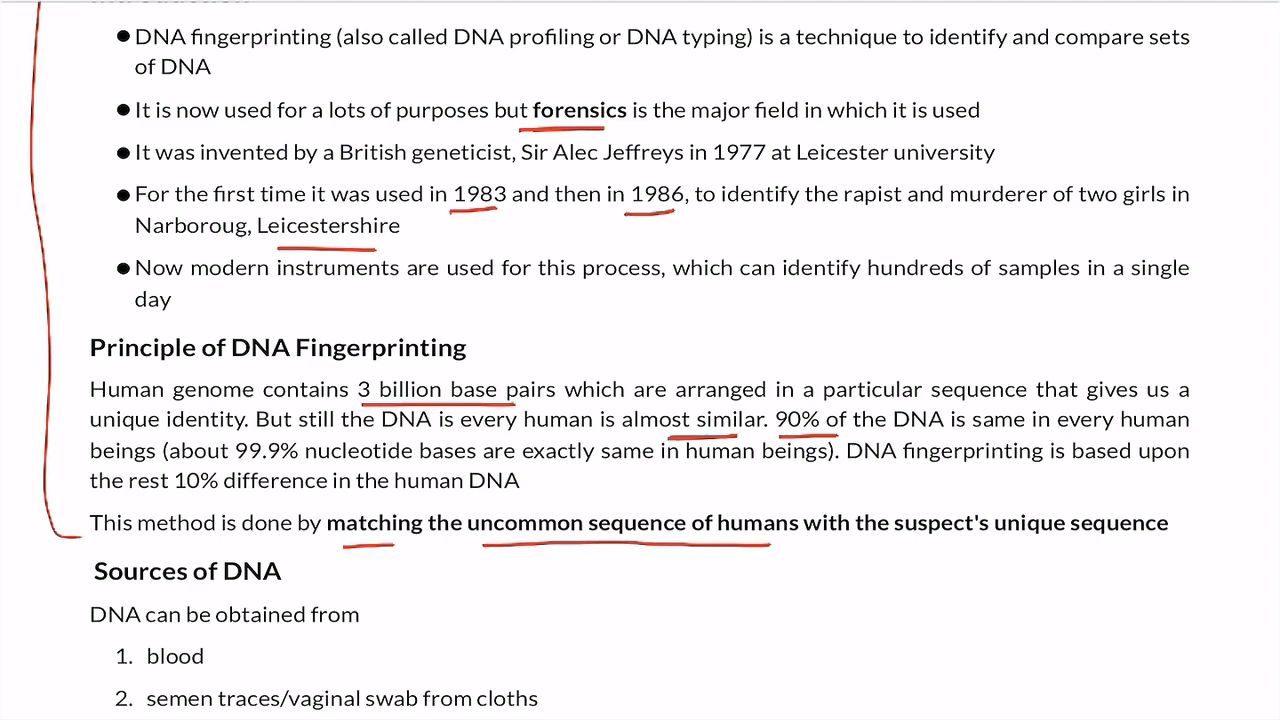 ● DNA fingerprinting (also called DNA profiling or DNA typing) is a technique to identify and compare sets
of DNA
● It is now used for a lots of purposes but forensics is the major field in which it is used
● It was invented by a British geneticist, Sir Alec Jeffreys in 1977 at Leicester university
● For the first time it was used in 1983 and then in 1986, to identify the rapist and murderer of two girls in
Narboroug, Leicestershire
● Now modern instruments are used for this process, which can identify hundreds of samples in a single
day
Principle of DNA Fingerprinting
Human genome contains 3 billion base pairs which are arranged in a particular sequence that gives us a
unique identity. But still the DNA is every human is almost similar. 90% of the DNA is same in every human
beings (about 99.9% nucleotide bases are exactly same in human beings). DNA fingerprinting is based upon
the rest 10% difference in the human DNA
This method is done by matching the uncommon sequence of humans with the suspect's unique sequence
Sources of DNA
DNA can be obtained from
1. blood
2. semen traces/vaginal swab from cloths